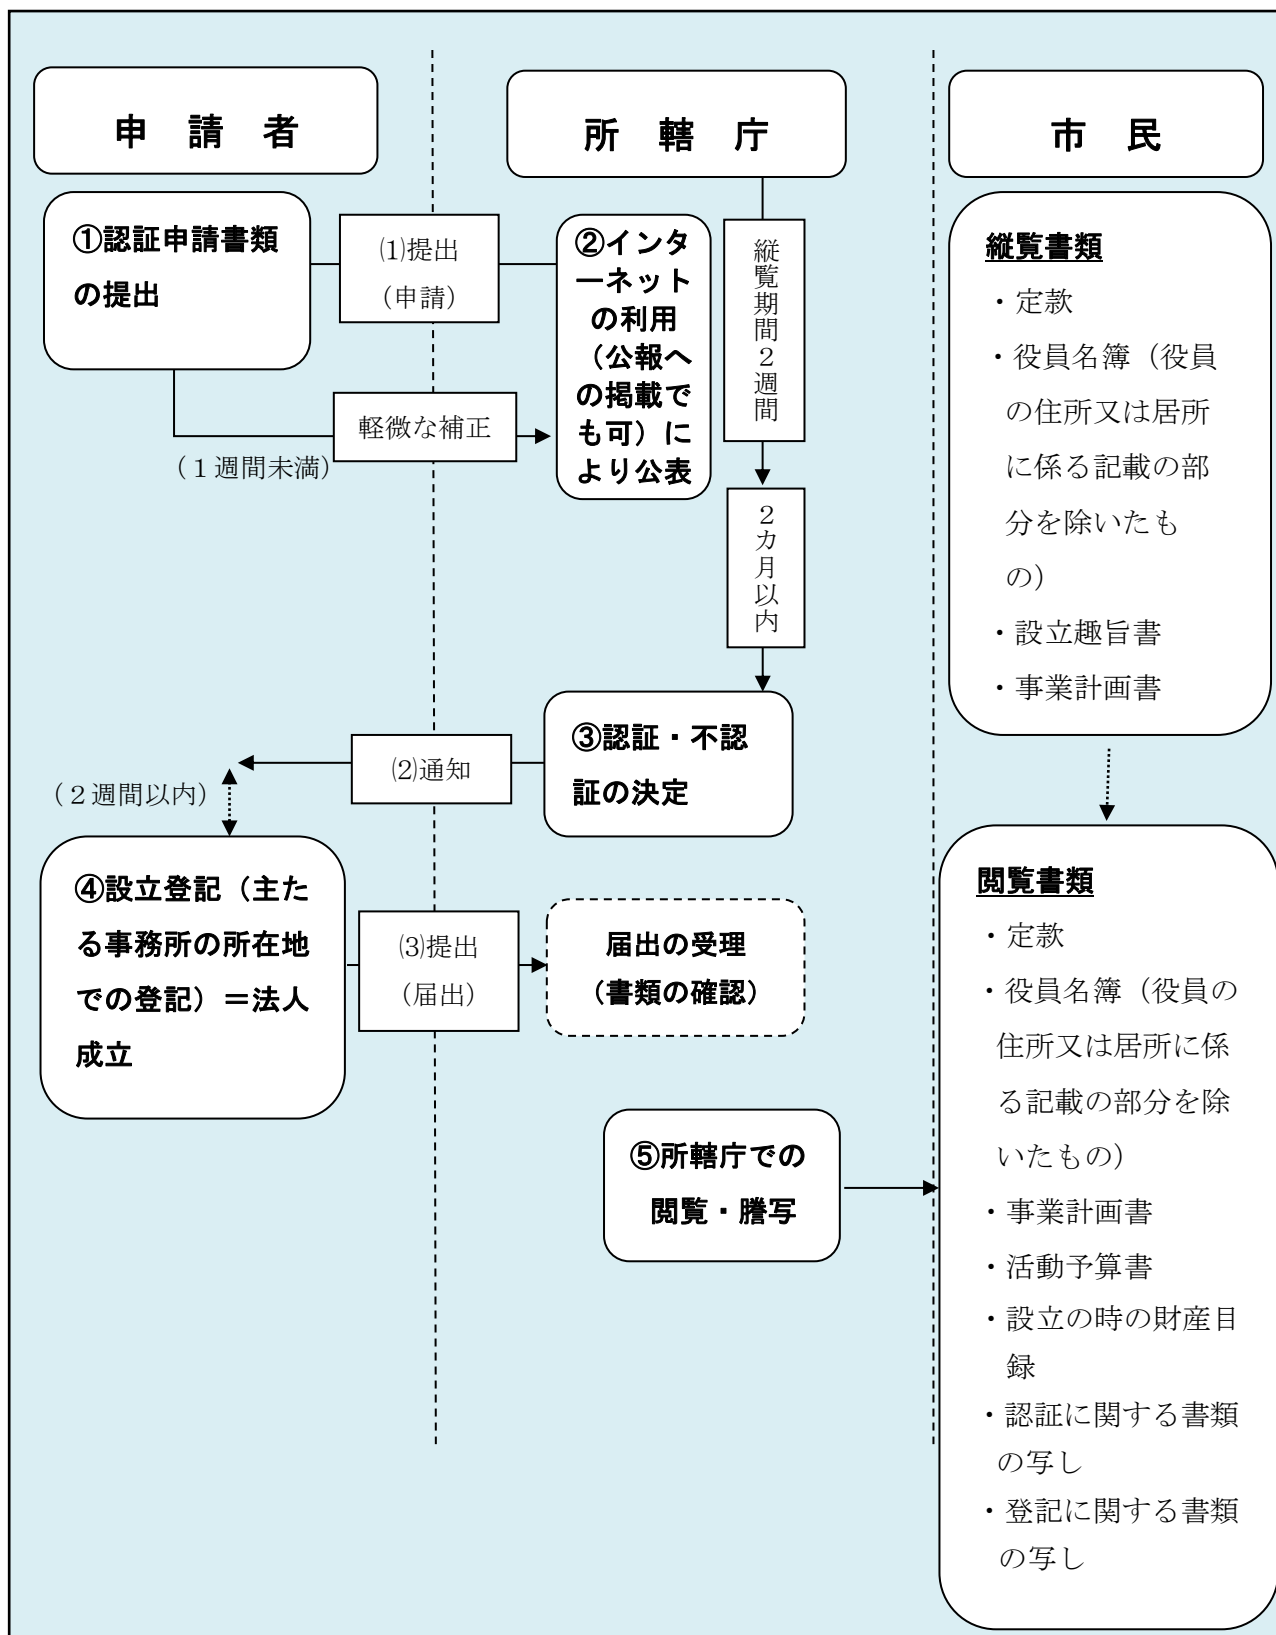 申　請　者
所　轄　庁
市　民
①認証申請書類
の提出
⑴提出
（申請）
②インタ
ーネット
の利用
（公報へ
の掲載で
も可）に
より公表
縦覧期間２週間
軽微な補正
（１週間未満）
２カ月以内
③認証・不認
証の決定
⑵通知
（２週間以内）
④設立登記（主た
る事務所の所在地
での登記）＝法人
成立
⑶提出
（届出）
届出の受理
（書類の確認）
⑤所轄庁での
閲覧・謄写
縦覧書類
・定款
・役員名簿（役員
の住所又は居所
に係る記載の部
分を除いたも
の）
・設立趣旨書
・事業計画書
閲覧書類
・定款
・役員名簿（役員の
住所又は居所に係
る記載の部分を除
いたもの）
・事業計画書
・活動予算書
・設立の時の財産目
録
・認証に関する書類
の写し
・登記に関する書類
の写し